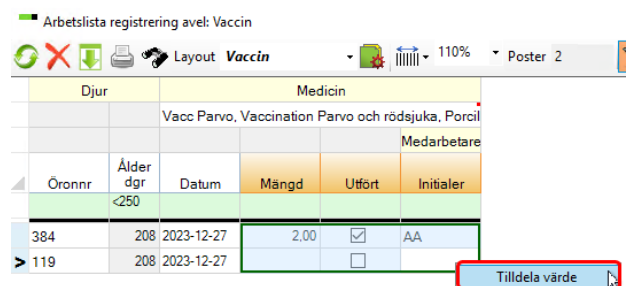 Arbetslista registrering avel: Vaccin
Layout Vaccin 110% Poster 2
Djur Medicin
Vacc Parvo, Vaccination Parvo och rödsjuka, Porcil
Medarbetare
Öronnr Ålder dgr Datum Mängd Utfört Initialer
<250
384 208 2023-12-27 2,00 AA
119 208 2023-12-27
Tilldela värde